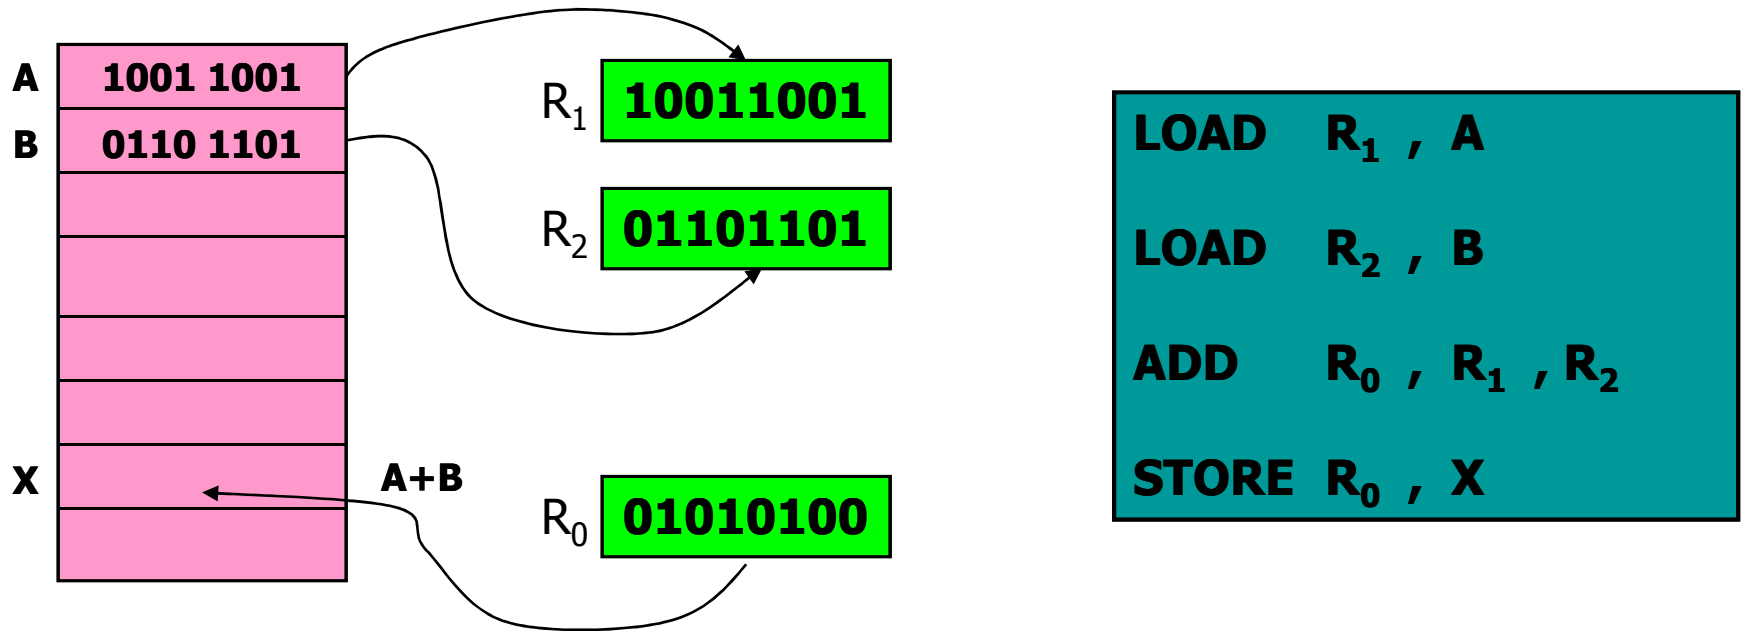 A 1001 1001
B 0110 1101
X
A+B
R1 10011001
R2 01101101
R0 01010100
LOAD R1 , A
LOAD R2 , B
ADD R0 , R1 , R2
STORE R0 , X